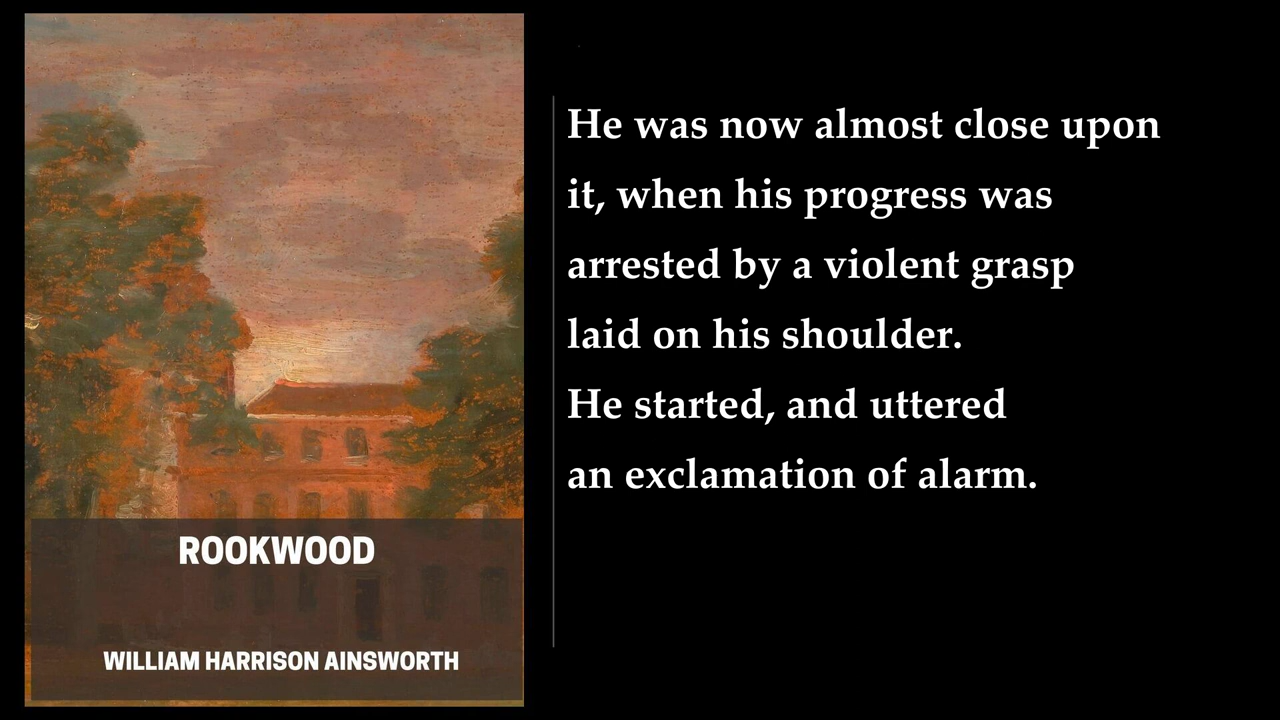 ROOKWOOD
WILLIAM HARRISON AINSWORTH
He was now almost close upon
it, when his progress was
arrested by a violent grasp
laid on his shoulder.
He started, and uttered
an exclamation of alarm.